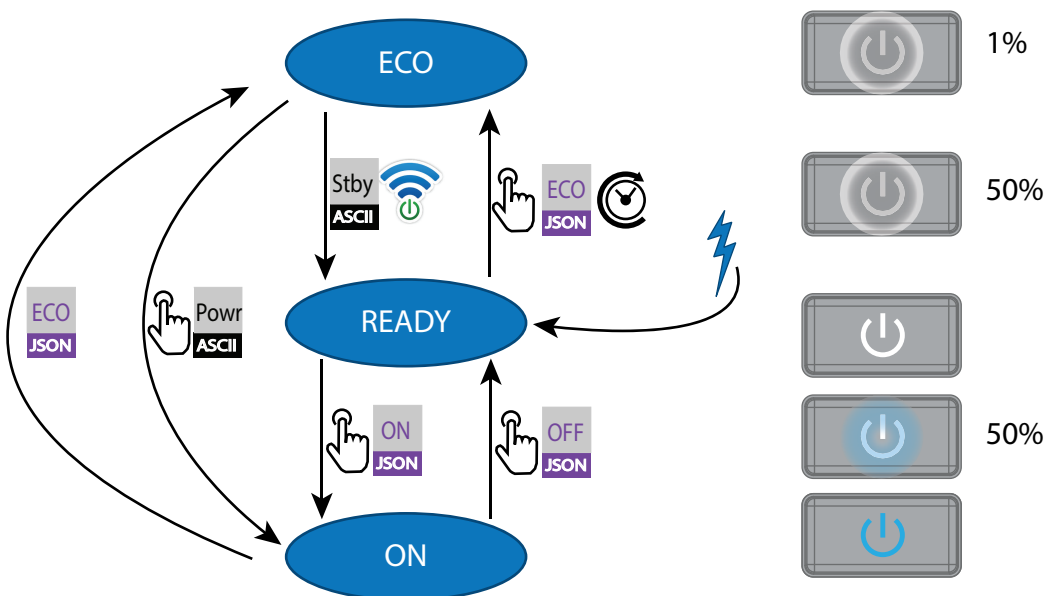 ECO
1%
Stby
ASCII
ECO
JSON
50%
ECO
JSON
Powr
ASCII
READY
ON
JSON
OFF
JSON
50%
ON